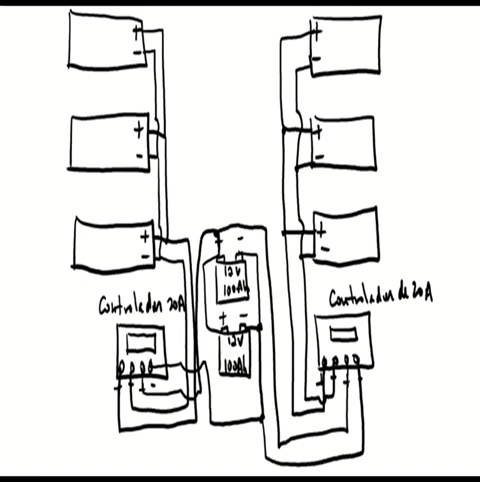 +
-
+
-
+
-
+
-
+
-
+
-
+ -
12v
100Ah
Controlador 20A
Controlador de 20A
+ -
12v
100Ah
+ - + -
+ - + -